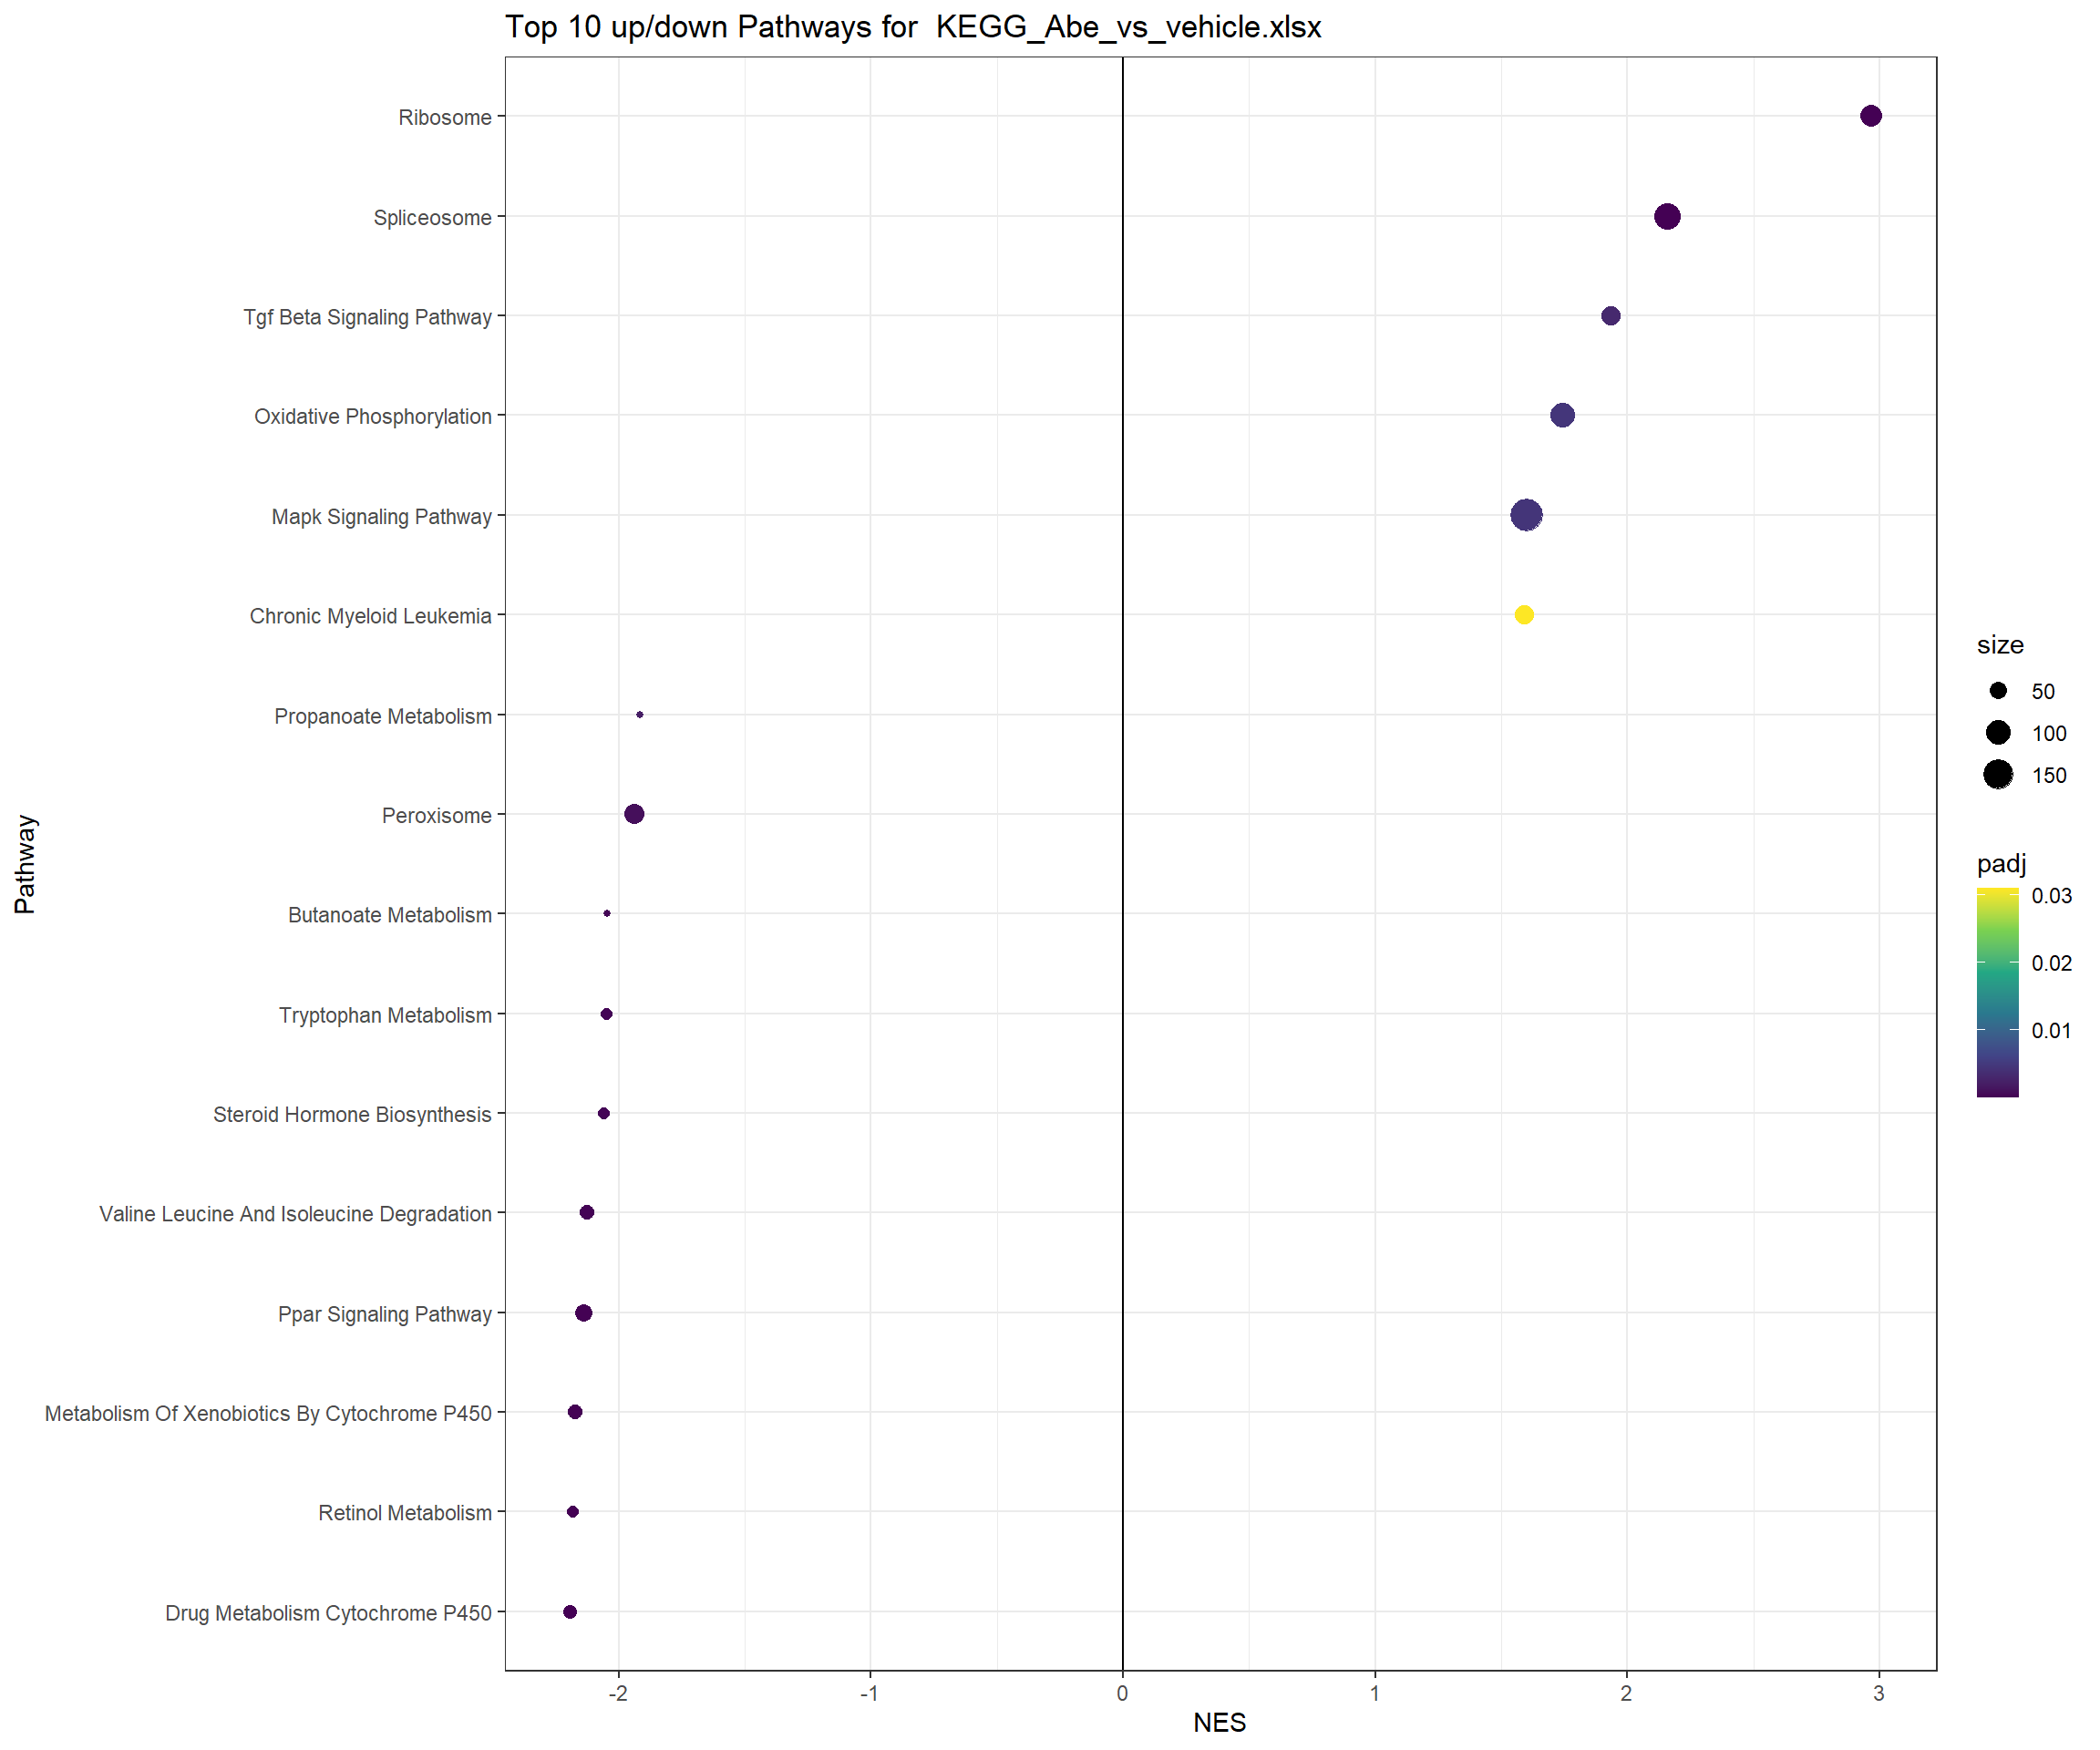 Top 10 up/down Pathways for  KEGG_Abe_vs_vehicle.xlsx
Pathway
Ribosome
Spliceosome
Tgf Beta Signaling Pathway
Oxidative Phosphorylation
Mapk Signaling Pathway
Chronic Myeloid Leukemia
Propanoate Metabolism
Peroxisome
Butanoate Metabolism
Tryptophan Metabolism
Steroid Hormone Biosynthesis
Valine Leucine And Isoleucine Degradation
Ppar Signaling Pathway
Metabolism Of Xenobiotics By Cytochrome P450
Retinol Metabolism
Drug Metabolism Cytochrome P450
-2 -1 0 1 2 3
NES
size
50
100
150
padj
0.03
0.02
0.01